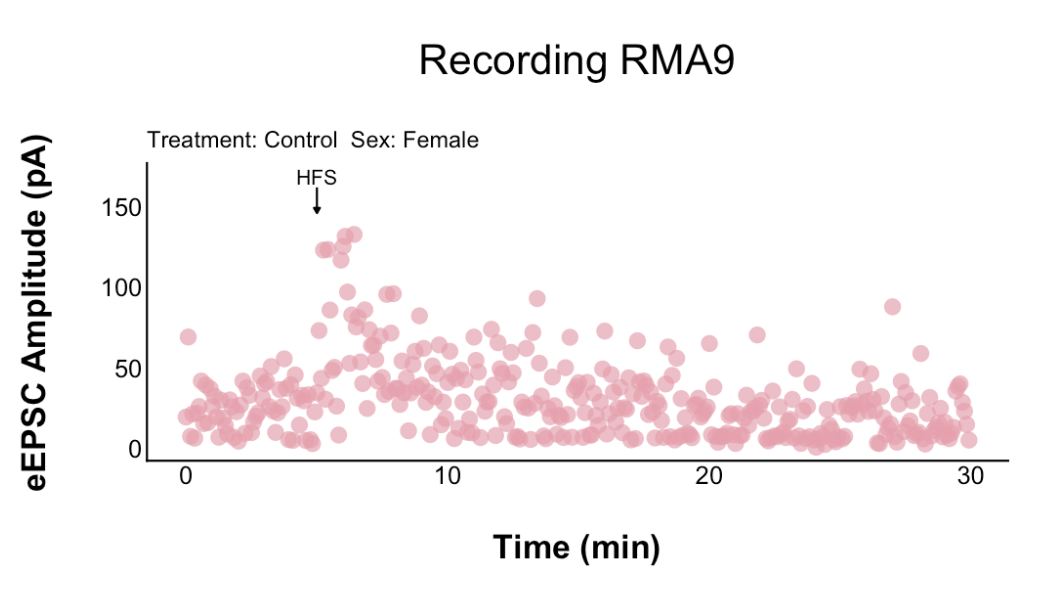 Recording RMA9
Treatment: Control  Sex: Female
HFS
eEPSC Amplitude (pA)
150
100
50
0
0 10 20 30
Time (min)